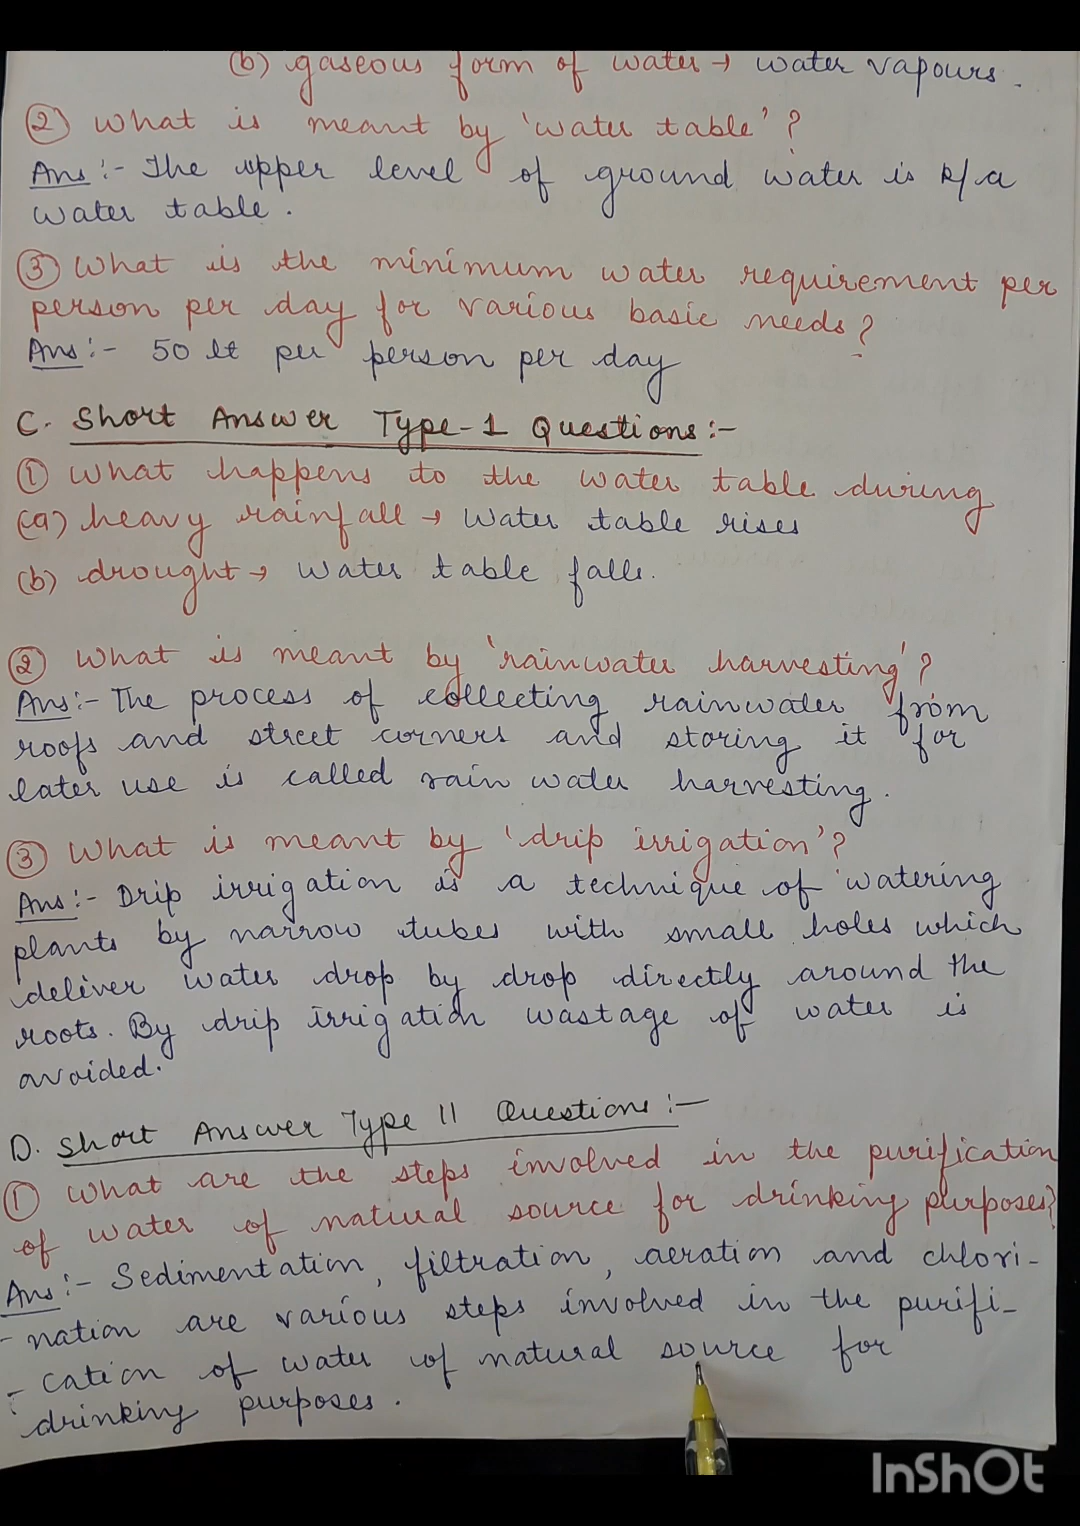 (b) gaseous form of water → water vapours.
② What is meant by 'water table'?
Ans:- The upper level of ground water is k/a
water table.
③ What is the minimum water requirement per
person per day for various basic needs?
Ans:- 50 lt per person per day
C. Short Answer Type-1 Questions:-
① What happens to the water table during
(a) heavy rainfall → Water table rises
(b) drought → Water table falls.
② What is meant by 'rainwater harvesting'?
Ans:- The process of collecting rainwater from
roofs and street corners and storing it for
later use is called rain water harvesting.
③ What is meant by 'drip irrigation'?
Ans:- Drip irrigation is a technique of watering
plants by narrow tubes with small holes which
deliver water drop by drop directly around the
roots. By drip irrigation wastage of water is
avoided.
D. Short Answer Type II Questions:-
① What are the steps involved in the purification
of water of natural source for drinking purposes?
Ans:- Sedimentation, filtration, aeration and chlori-
-nation are various steps involved in the purifi-
-cation of water of natural source for
drinking purposes.
InShOt